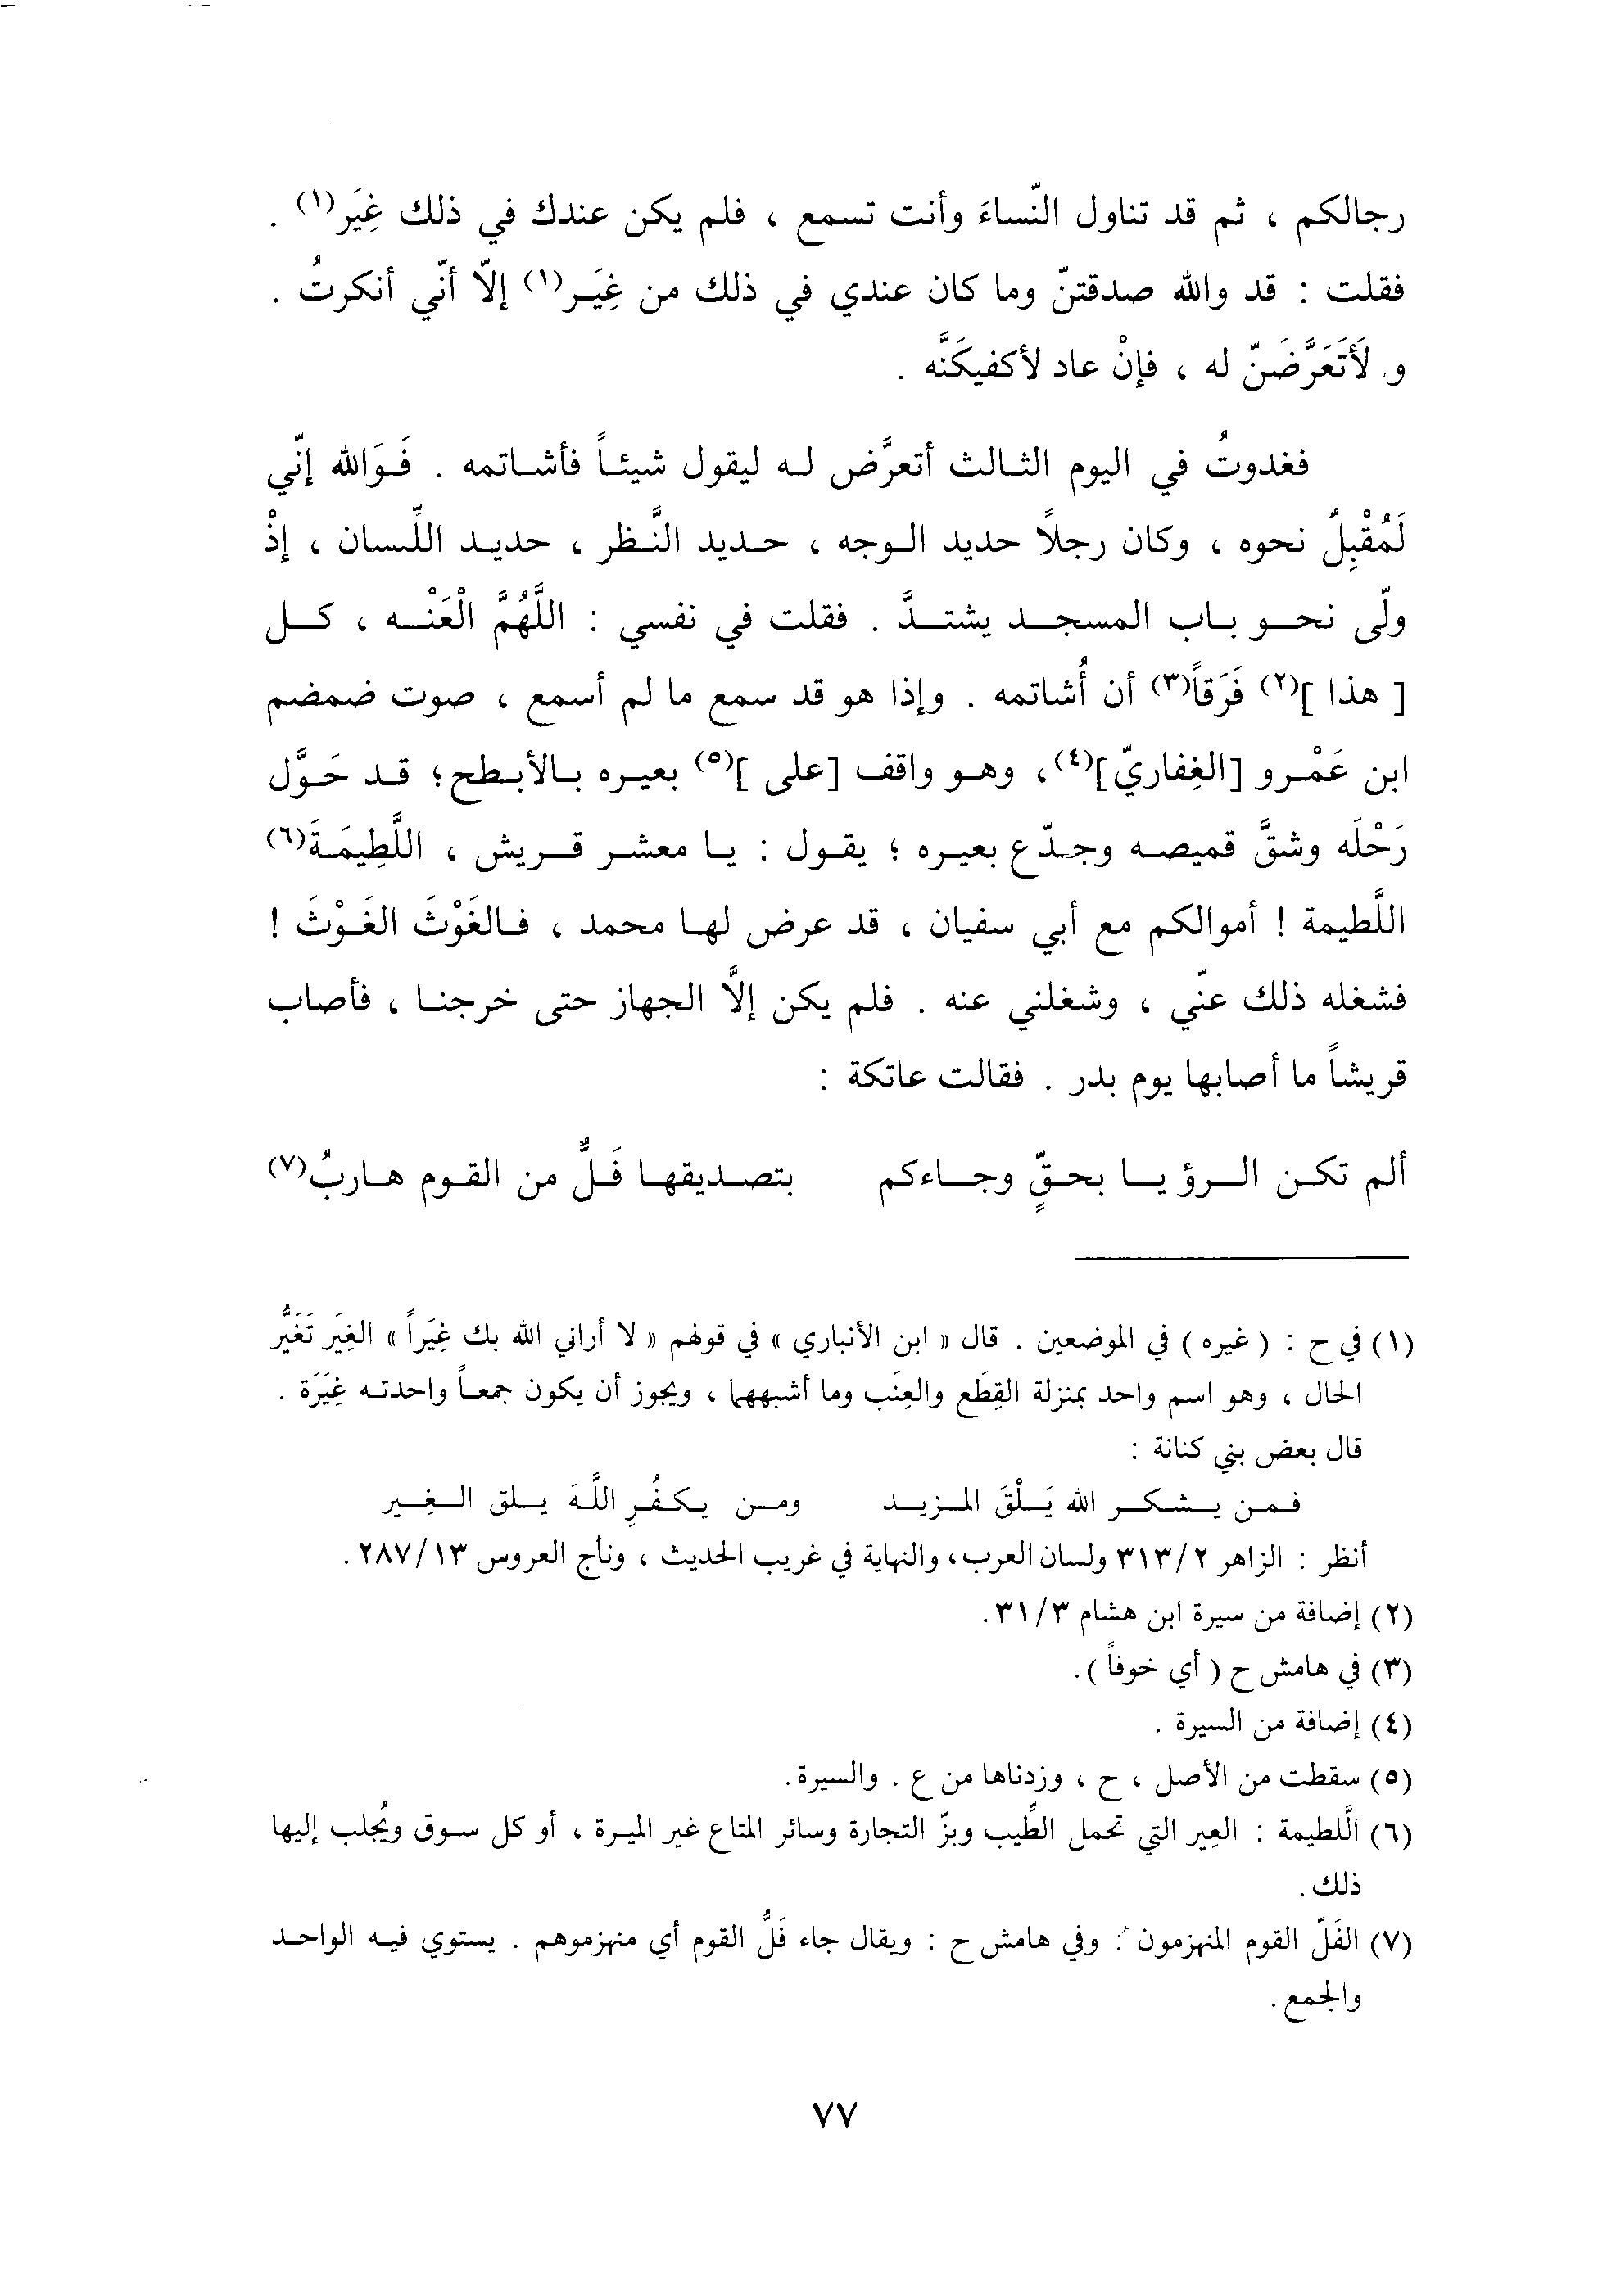 رجالكم ، ثم قد تناول النّساءَ وأنت تسمع ، فلم يكن عندك في ذلك غِيَر(١) .
فقلت : قد والله صدقتنّ وما كان عندي في ذلك من غِيَر(١) إلاّ أنّي أنكرتُ .
و لَأَتَعَرَّضَنّ له ، فإنْ عاد لأكفيكَنَّه .
فغدوتُ في اليوم الثالث أتعرَّض له ليقول شيئاً فأشاتمه . فَوَالله إنّي
لَمُقْبِلٌ نحوه ، وكان رجلاً حديد الوجه ، حديد النَّظر ، حديد اللِّسان ، إذْ
ولّى نحو باب المسجد يشتدَّ . فقلت في نفسي : اللَّهُمَّ الْعَنْه ، كل
[ هذا ](٢) فَرَقاً(٣) أن أُشاتمه . وإذا هو قد سمع ما لم أسمع ، صوت ضمضم
ابن عَمْرو [الغِفاريّ](٤)، وهو واقف [على ](٥) بعيره بالأبطح؛ قد حَوَّل
رَحْلَه وشقَّ قميصه وجدّع بعيره ؛ يقول : يا معشر قريش ، اللَّطِيمَةَ(٦)
اللَّطيمة ! أموالكم مع أبي سفيان ، قد عرض لها محمد ، فالغَوْثَ الغَوْثَ !
فشغله ذلك عنّي ، وشغلني عنه . فلم يكن إلاَّ الجهاز حتى خرجنا ، فأصاب
قريشاً ما أصابها يوم بدر . فقالت عاتكة :
ألم تكن الرؤيا بحقٍّ وجاءكم بتصديقها فَلٌّ من القوم هاربُ(٧)
(١) في ح : ( غيره ) في الموضعين . قال « ابن الأنباري » في قولهم « لا أراني الله بك غِيَراً » الغِيَر تَغَيُّر
الحال ، وهو اسم واحد بمنزلة القِطَع والعِنَب وما أشبههما ، ويجوز أن يكون جمعاً واحدته غِيَرَة .
قال بعض بني كنانة :
فمن يشكر الله يَلْقَ المزيد ومن يكفُرِ اللَّهَ يلق الغِيَر
أنظر : الزاهر ٣١٣/٢ ولسان العرب، والنهاية في غريب الحديث ، وتاج العروس ٢٨٧/١٣ .
(٢) إضافة من سيرة ابن هشام ٣١/٣ .
(٣) في هامش ح ( أي خوفاً ).
(٤) إضافة من السيرة .
(٥) سقطت من الأصل ، ح ، وزدناها من ع . والسيرة .
(٦) اللَّطيمة : العِير التي تحمل الطِّيب وبزّ التجارة وسائر المتاع غير الميرة ، أو كل سوق ويُجلب إليها
ذلك .
(٧) الفَلّ القوم المنهزمون : وفي هامش ح : ويقال جاء فَلُّ القوم أي منهزموهم . يستوي فيه الواحد
والجمع .
٧٧